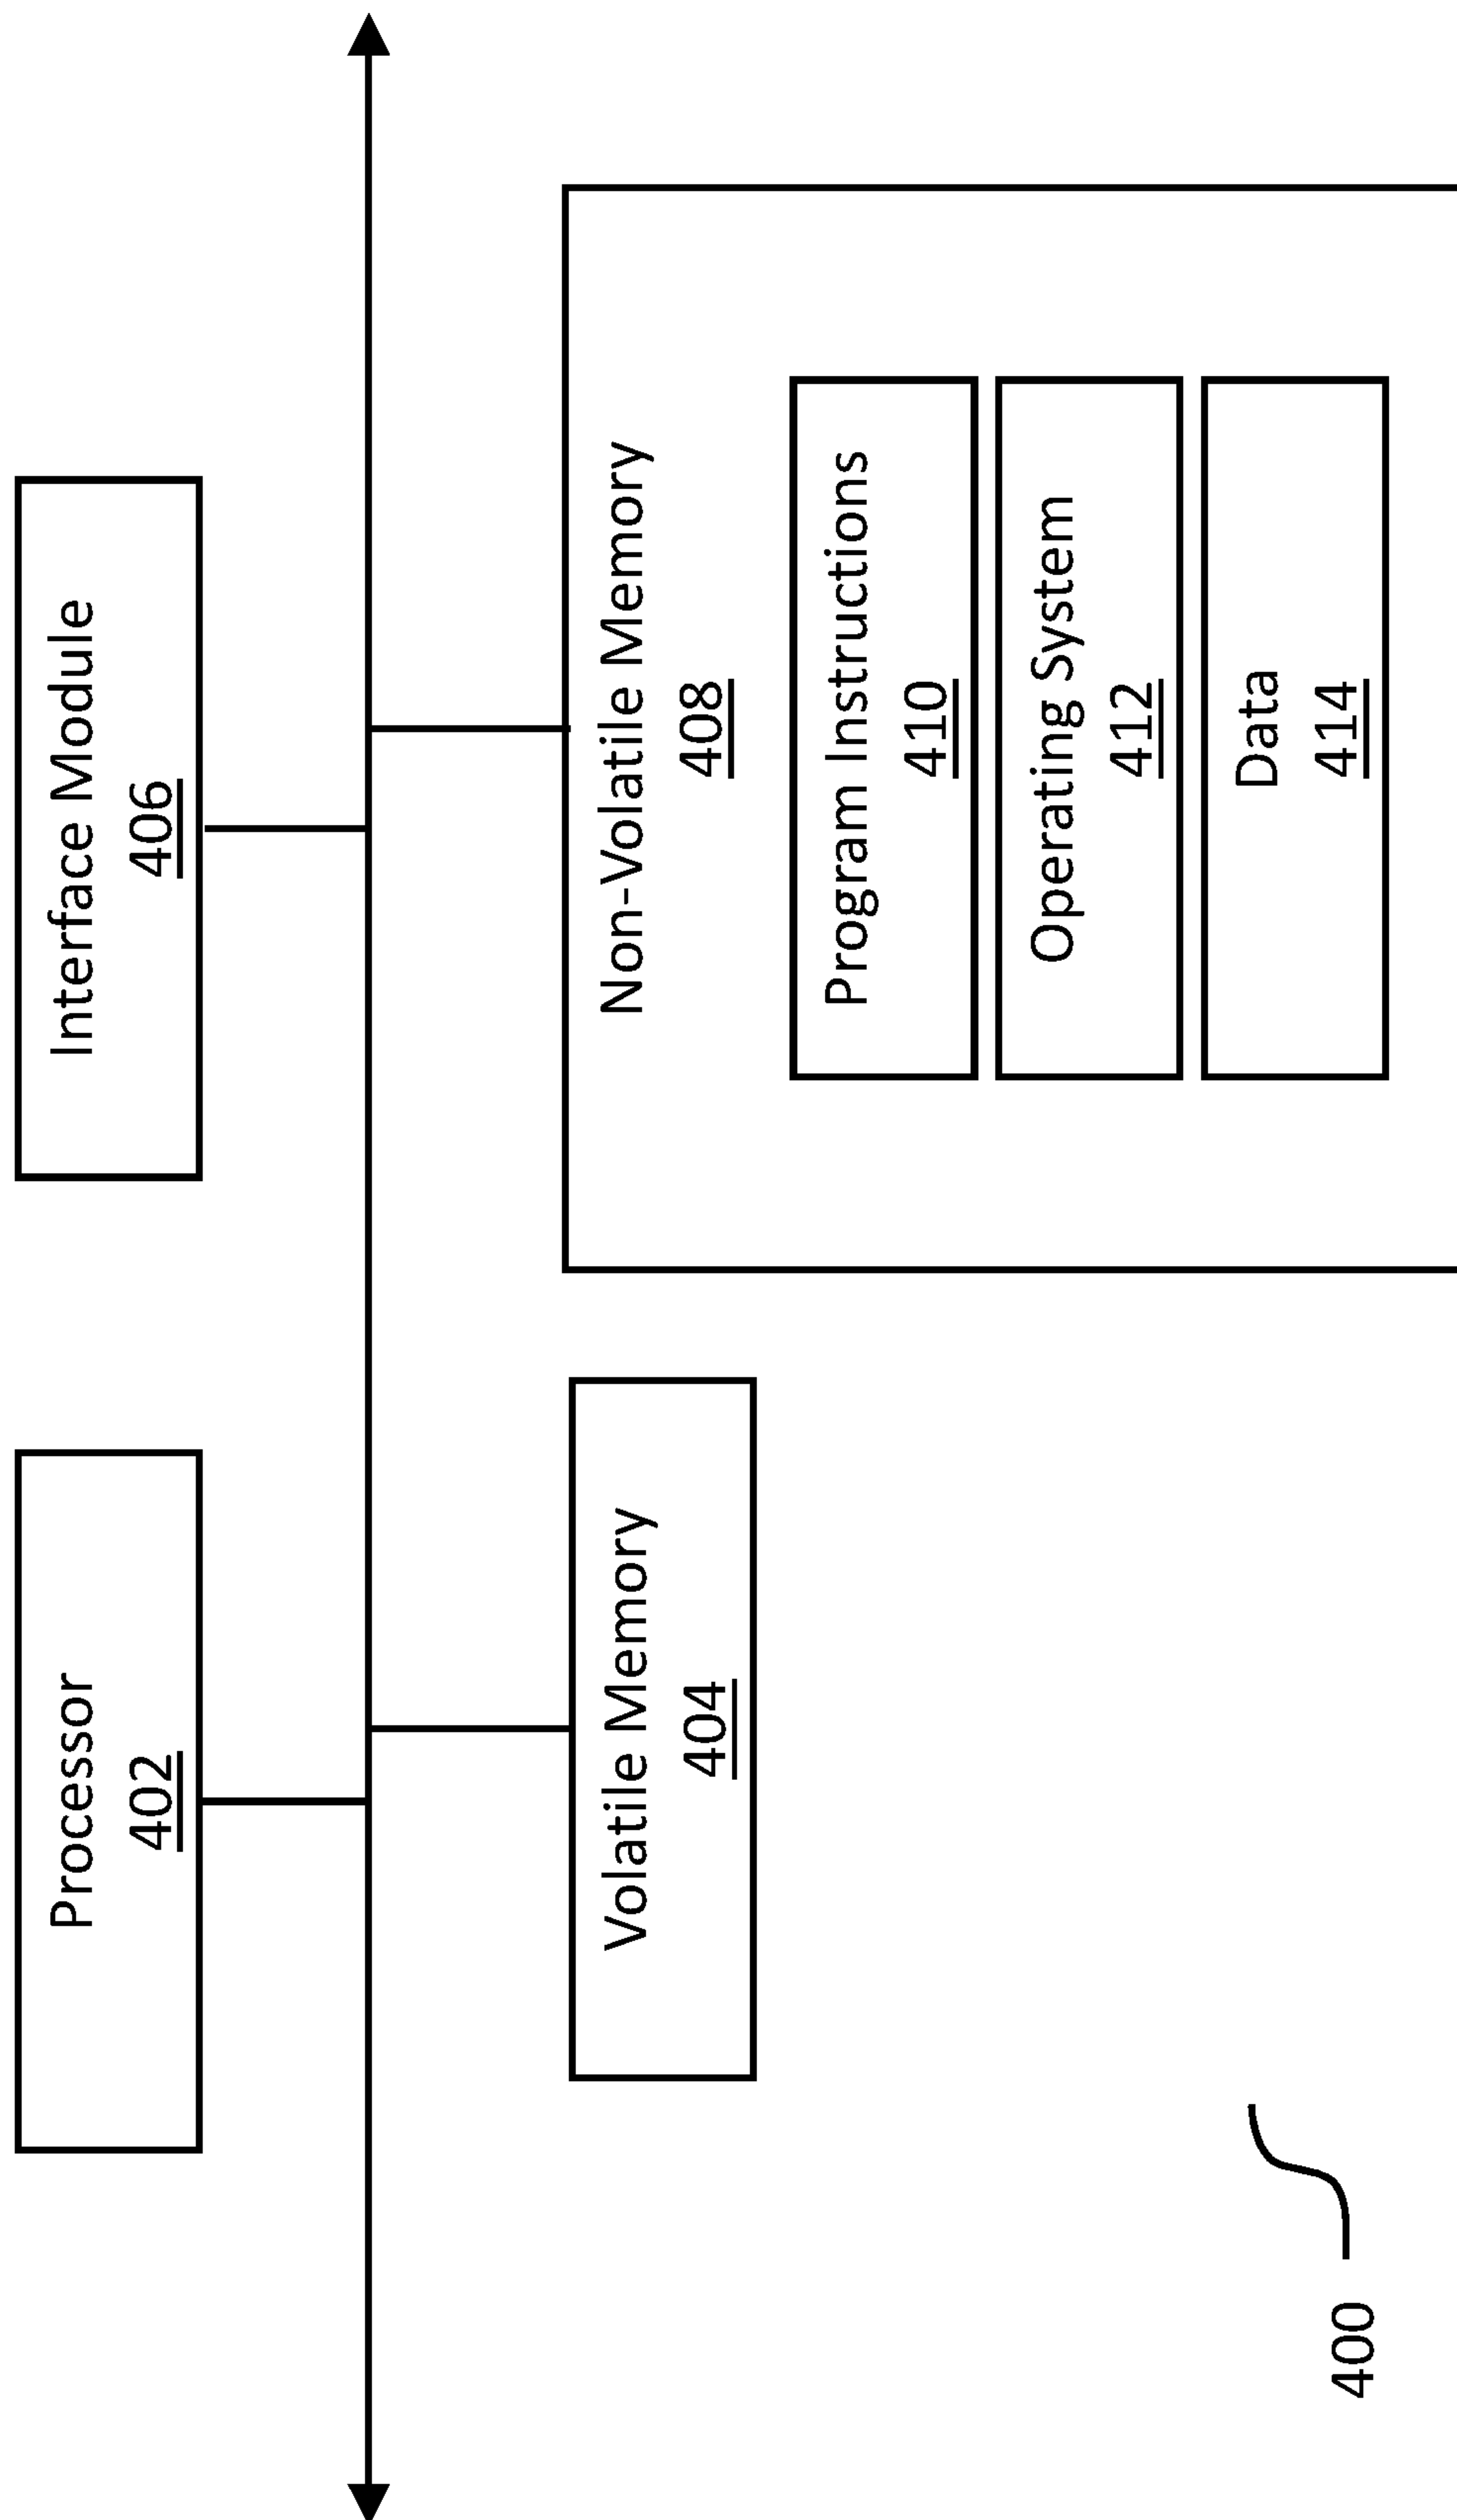 Processor
402
Interface Module
406
Volatile Memory
404
Non-Volatile Memory
408
Program Instructions
410
Operating System
412
Data
414
400